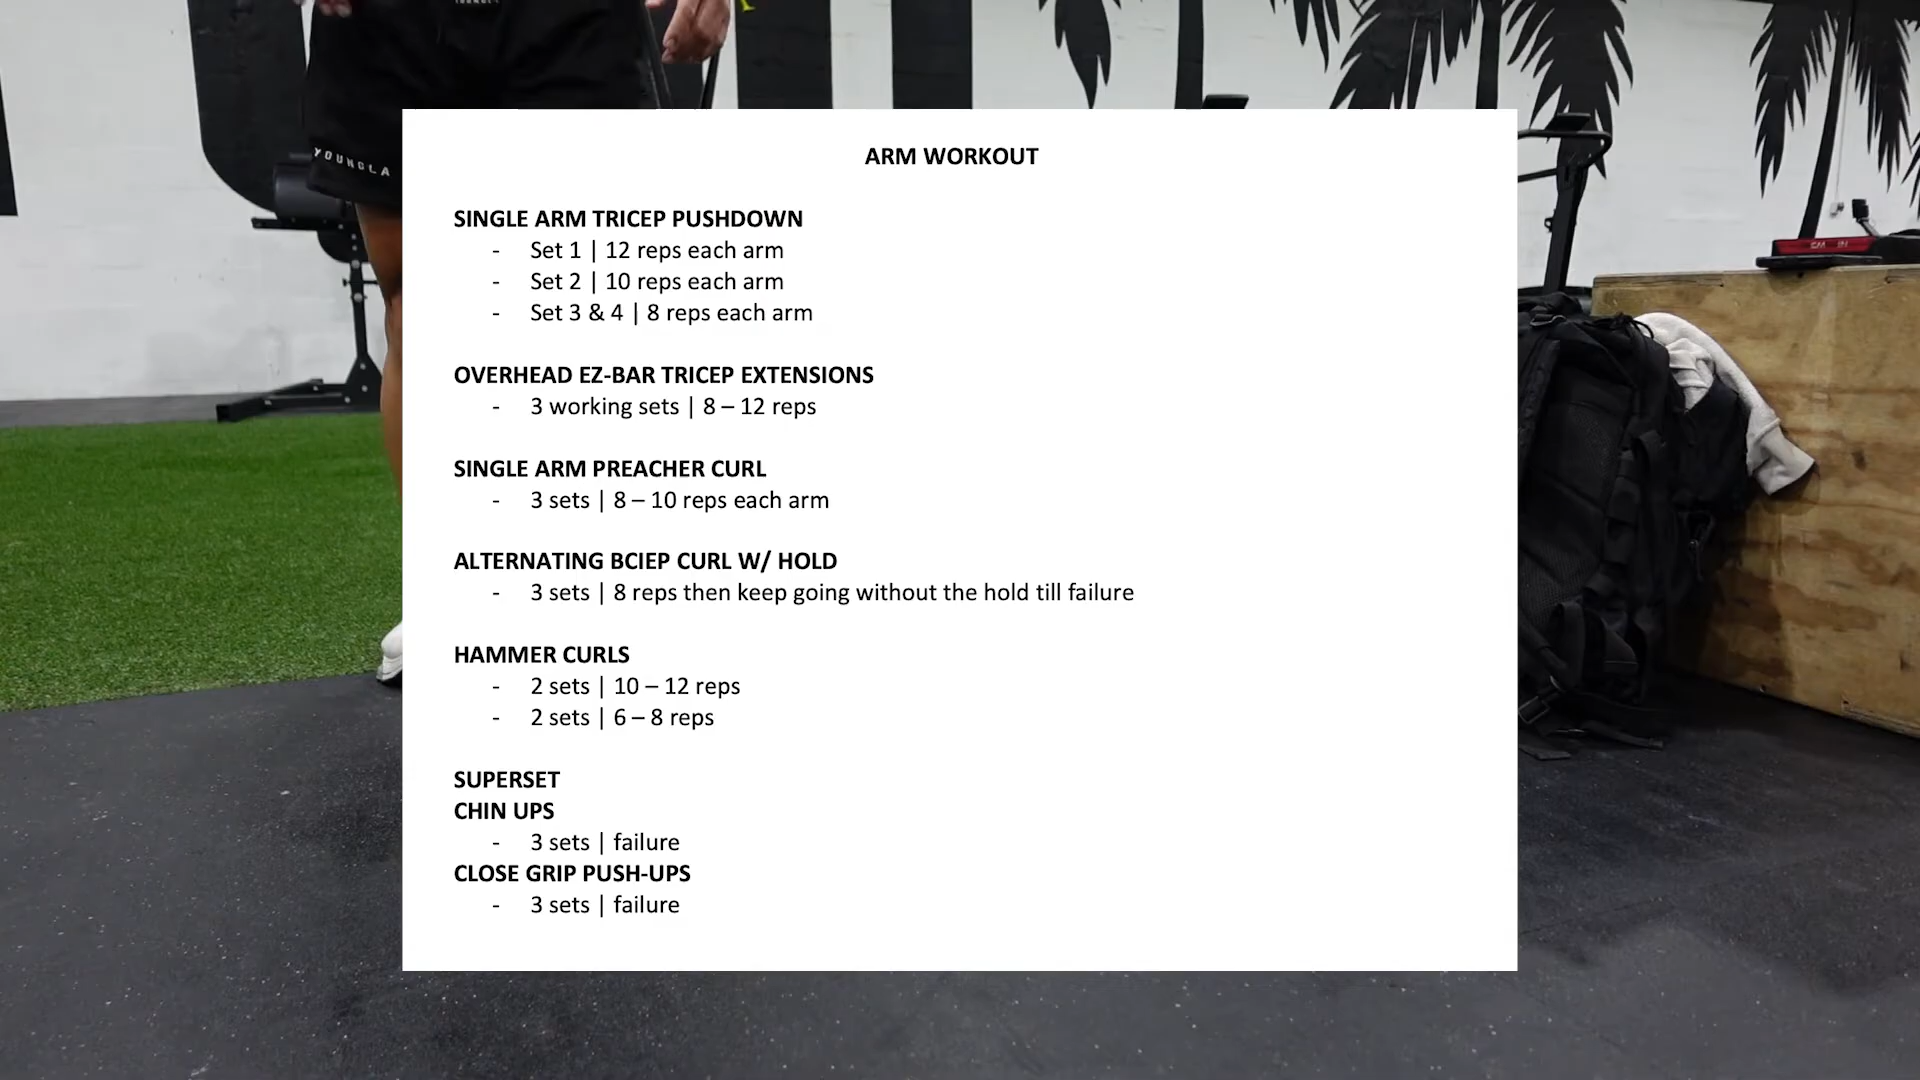 YOUNGLA
ARM WORKOUT
SINGLE ARM TRICEP PUSHDOWN
- Set 1 | 12 reps each arm
- Set 2 | 10 reps each arm
- Set 3 & 4 | 8 reps each arm
OVERHEAD EZ-BAR TRICEP EXTENSIONS
- 3 working sets | 8 – 12 reps
SINGLE ARM PREACHER CURL
- 3 sets | 8 – 10 reps each arm
ALTERNATING BCIEP CURL W/ HOLD
- 3 sets | 8 reps then keep going without the hold till failure
HAMMER CURLS
- 2 sets | 10 – 12 reps
- 2 sets | 6 – 8 reps
SUPERSET
CHIN UPS
- 3 sets | failure
CLOSE GRIP PUSH-UPS
- 3 sets | failure